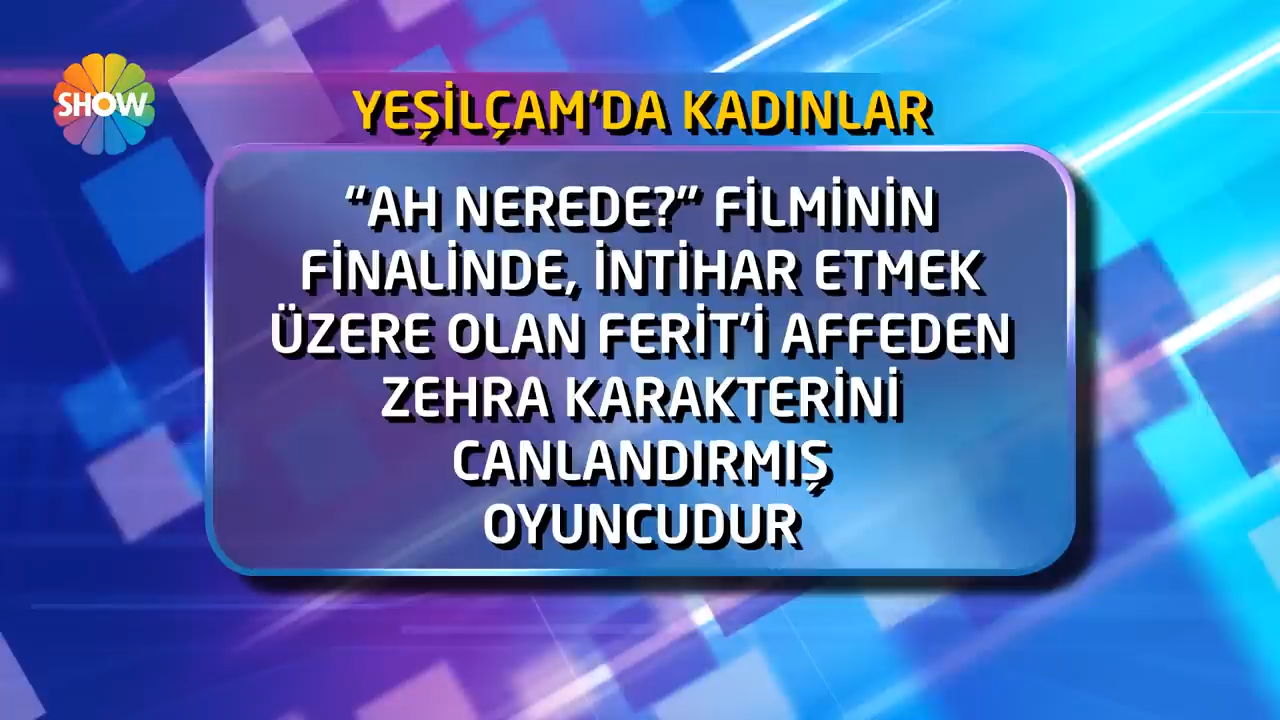 SHOW
YEŞİLÇAM’DA KADINLAR
“AH NEREDE?” FİLMİNİN
FİNALİNDE, İNTİHAR ETMEK
ÜZERE OLAN FERİT’İ AFFEDEN
ZEHRA KARAKTERİNİ
CANLANDIRMIŞ
OYUNCUDUR